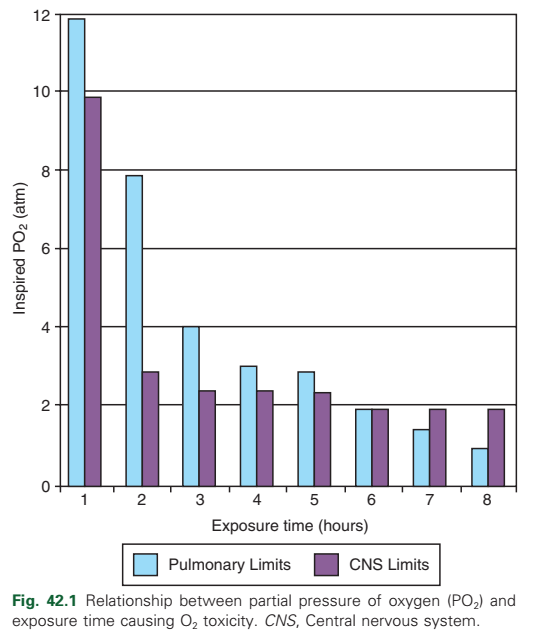 12
10
8
6
4
2
0
Inspired PO2 (atm)
1 2 3 4 5 6 7 8
Exposure time (hours)
Pulmonary Limits CNS Limits
Fig. 42.1 Relationship between partial pressure of oxygen (PO2) and
exposure time causing O2 toxicity. CNS, Central nervous system.